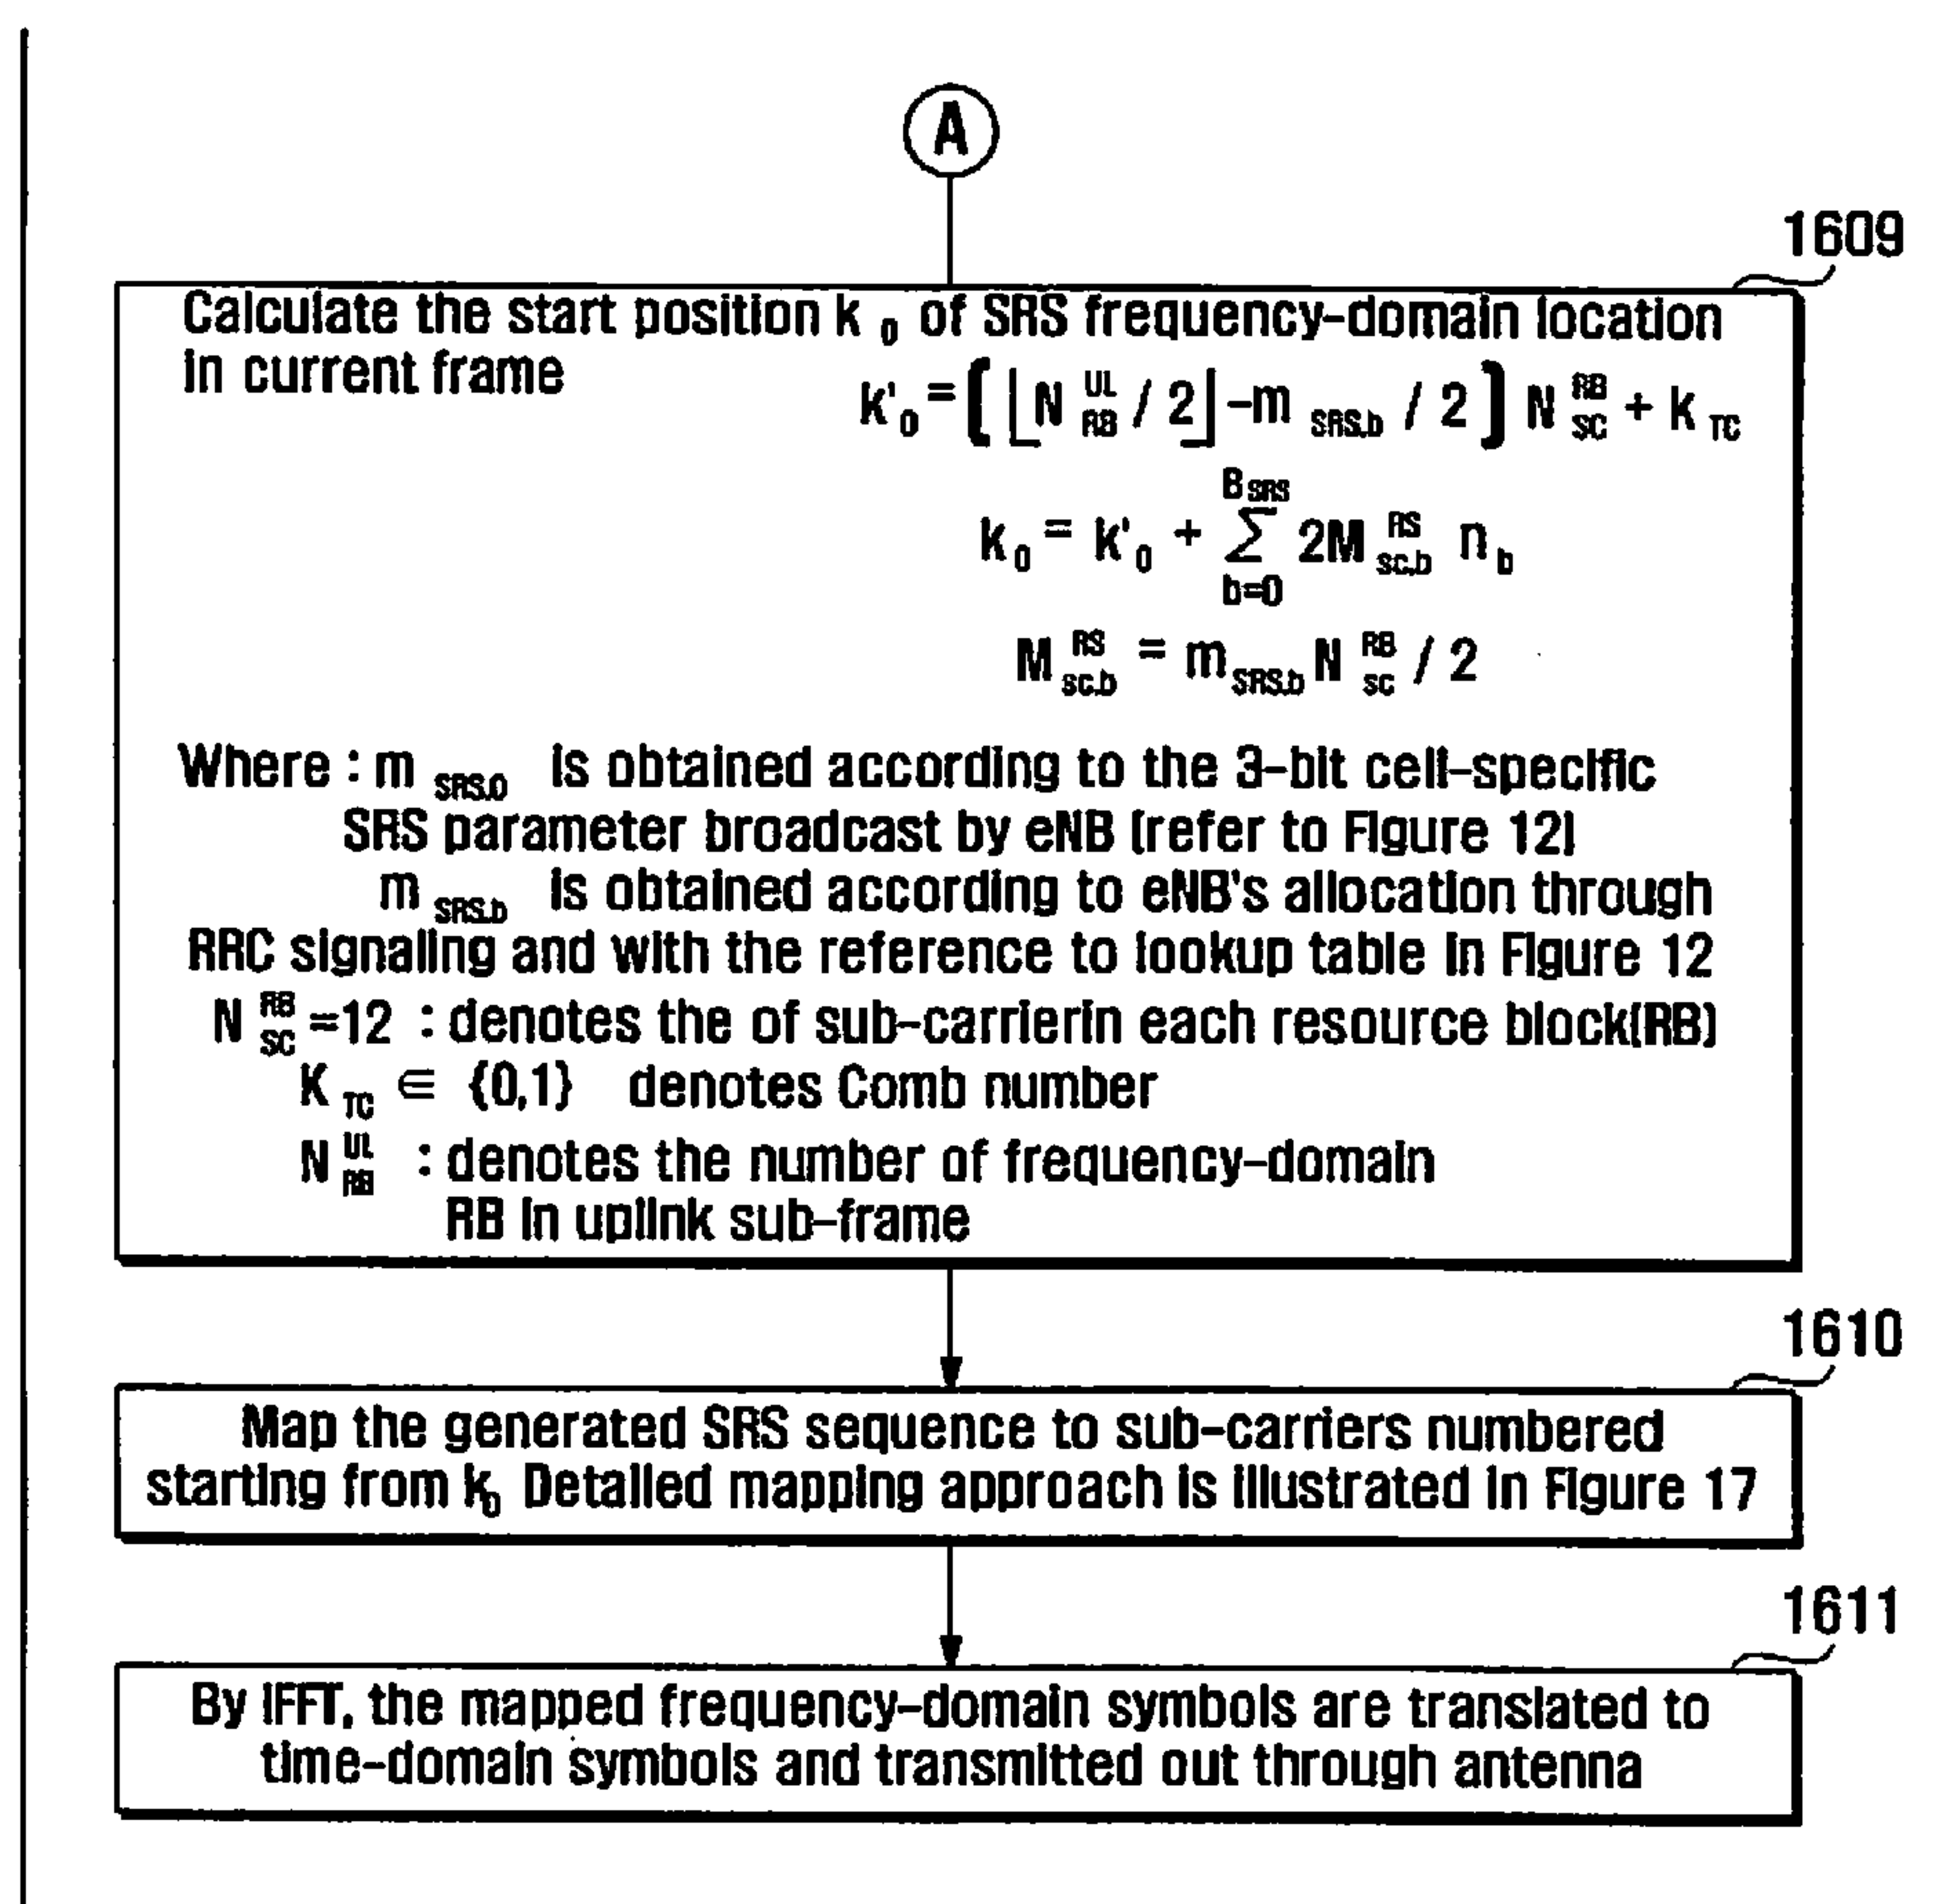 A
1609
Calculate the start position k 0 of SRS frequency-domain location
in current frame
k'0 = [ ⌊N UL RB / 2⌋ -m SRS,b / 2 ] N RB SC + k TC
k0 = k'0 + B SRS Σ b=0 2M RS sc,b n b
M RS sc,b = m SRS,b N RB sc / 2
Where : m SRS,0 is obtained according to the 3-bit cell-specific
SRS parameter broadcast by eNB (refer to Figure 12)
m SRS,b is obtained according to eNB's allocation through
RRC signaling and with the reference to lookup table in Figure 12
N RB SC =12 : denotes the of sub-carrierin each resource block(RB)
K TC ∈ {0,1} denotes Comb number
N UL RB : denotes the number of frequency-domain
RB in uplink sub-frame
1610
Map the generated SRS sequence to sub-carriers numbered
starting from k0 Detailed mapping approach is illustrated in Figure 17
1611
By IFFT, the mapped frequency-domain symbols are translated to
time-domain symbols and transmitted out through antenna